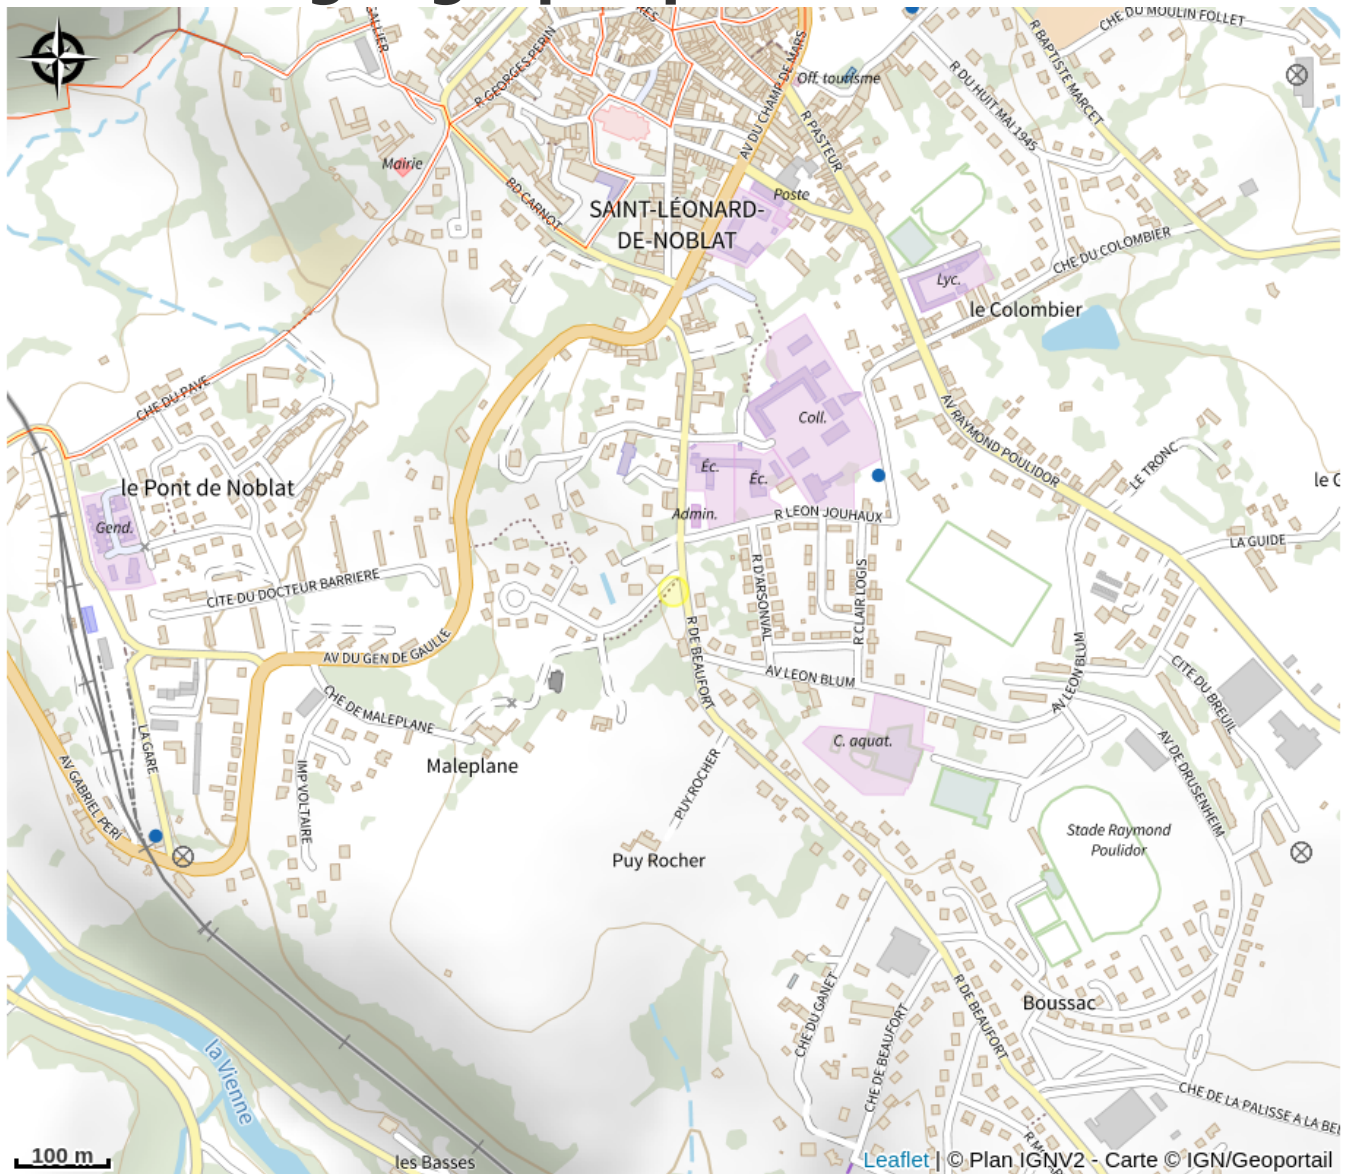 SALLIER
RES
R GEORGES PERIN
AV DU CHAMP DE MARS
Off. tourisme
R PASTEUR
R DU HUIT MAI 1945
R BAPTISTE MARCET
CHE DU MOULIN FOLLET
Mairie
BD CARNOT
Poste
SAINT-LÉONARD-
DE-NOBLAT
CHE DU COLOMBIER
Lyc.
le Colombier
CHE DU PAVE
Coll.
AV RAYMOND POULIDOR
LE TRONC
le Pont de Noblat
Éc.
Éc.
le G
Gend.
Admin.
R LEON JOUHAUX
LA GUIDE
CITE DU DOCTEUR BARRIERE
R D'ARSONVAL
R CLAIR LOGIS
AV DU GEN DE GAULLE
R DE BEAUFORT
AV LEON BLUM
AV LEON BLUM
CITE DU BREUIL
CHE DE MALEPLANE
LA GARE
C. aquat.
AV DE DRUSENHEIM
Maleplane
AV GABRIEL PERI
IMP VOLTAIRE
PUY ROCHER
Puy Rocher
Stade Raymond
Poulidor
R DE BEAUFORT
Boussac
CHE DU GANET
CHE DE BEAUFORT
la Vienne
CHE DE LA PALISSE A LA BEL
les Basses
100 m
Leaflet | © Plan IGNV2 - Carte © IGN/Geoportail